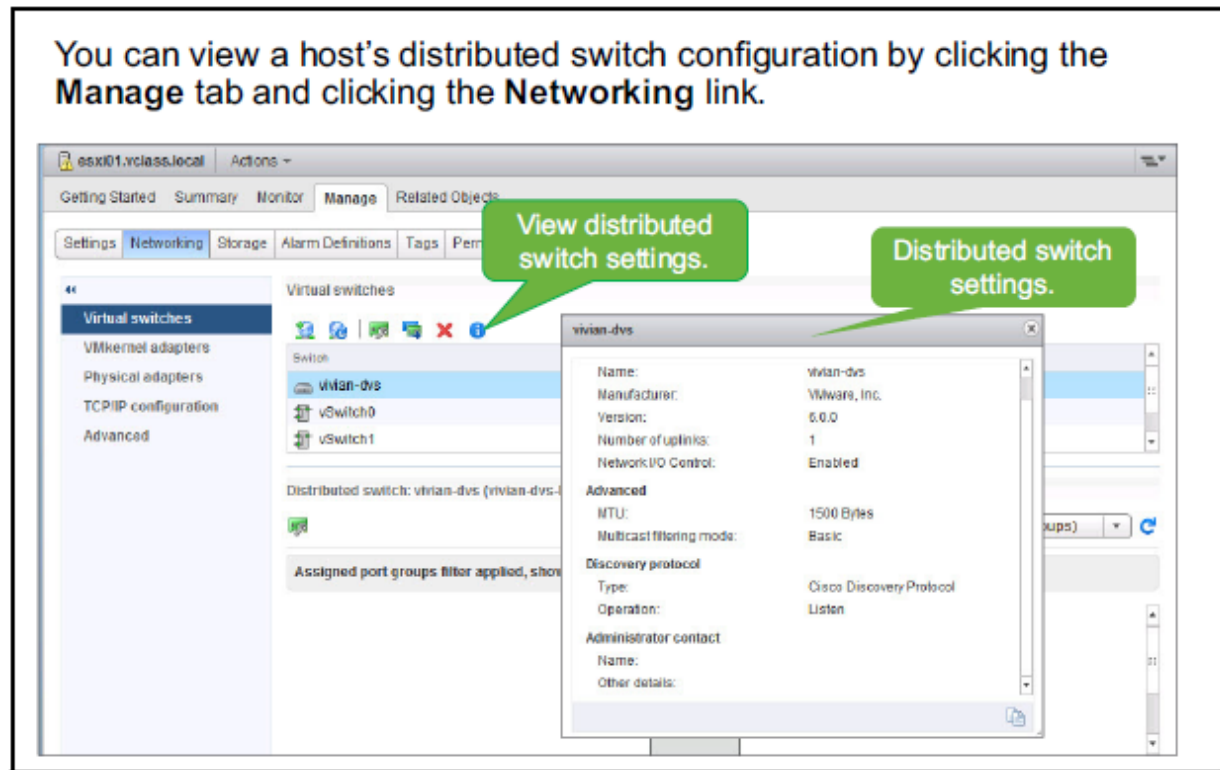 You can view a host's distributed switch configuration by clicking the
Manage tab and clicking the Networking link.
esxi01.vclass.local Actions
Getting Started Summary Monitor Manage Related Objects
View distributed
switch settings.
Distributed switch
settings.
Settings Networking Storage Alarm Definitions Tags
Virtual switches
VMkernel adapters
Physical adapters
TCP/IP configuration
Advanced
Virtual switches
Switch
vivian-dvs
vSwitch0
vSwitch1
Distributed switch: vivian-dvs (vivian-dvs-
Assigned port groups filter applied, show
vivian-dvs
Name: vivian-dvs
Manufacturer: VMware, Inc.
Version: 6.0.0
Number of uplinks: 1
Network I/O Control: Enabled
Advanced
MTU: 1500 Bytes
Multicast filtering mode: Basic
Discovery protocol
Type: Cisco Discovery Protocol
Operation: Listen
Administrator contact
Name:
Other details: